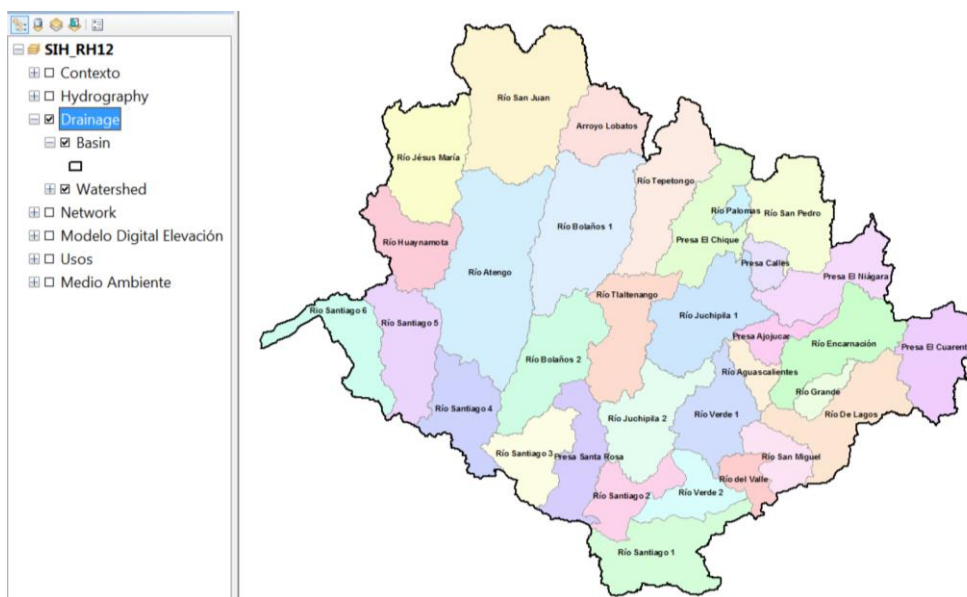 SIH_RH12
Contexto
Hydrography
Drainage
Basin
Watershed
Network
Modelo Digital Elevación
Usos
Medio Ambiente
Río San Juan
Arroyo Lobatos
Río Jésus María
Río Tepetongo
Río Palomas
Río San Pedro
Río Bolaños 1
Río Huaynamota
Presa El Chique
Río Atengo
Presa Calles
Presa El Niágara
Río Tlaltenango
Río Santiago 6
Río Juchipila 1
Río Santiago 5
Presa Ajojucar
Río Encarnación
Presa El Cuarent
Río Bolaños 2
Río Aguascalientes
Río Grande
Río Santiago 4
Río Juchipila 2
Río Verde 1
Río De Lagos
Río Santiago 3
Presa Santa Rosa
Río San Miguel
Río del Valle
Río Santiago 2
Río Verde 2
Río Santiago 1